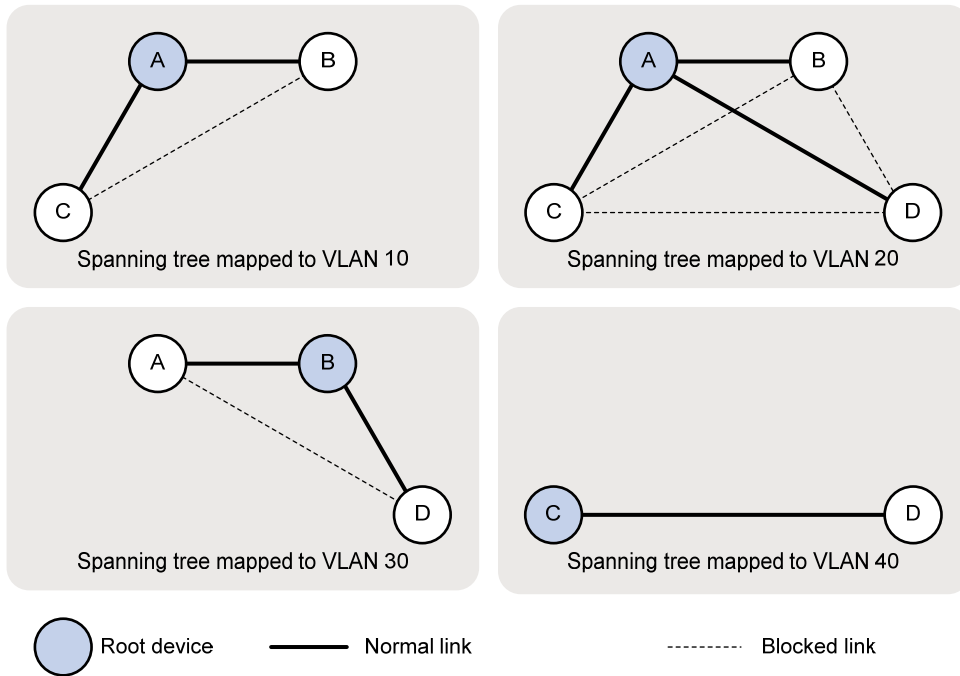 A
B
C
Spanning tree mapped to VLAN 10
A
B
C
D
Spanning tree mapped to VLAN 20
A
B
D
Spanning tree mapped to VLAN 30
C
D
Spanning tree mapped to VLAN 40
Root device
Normal link
Blocked link